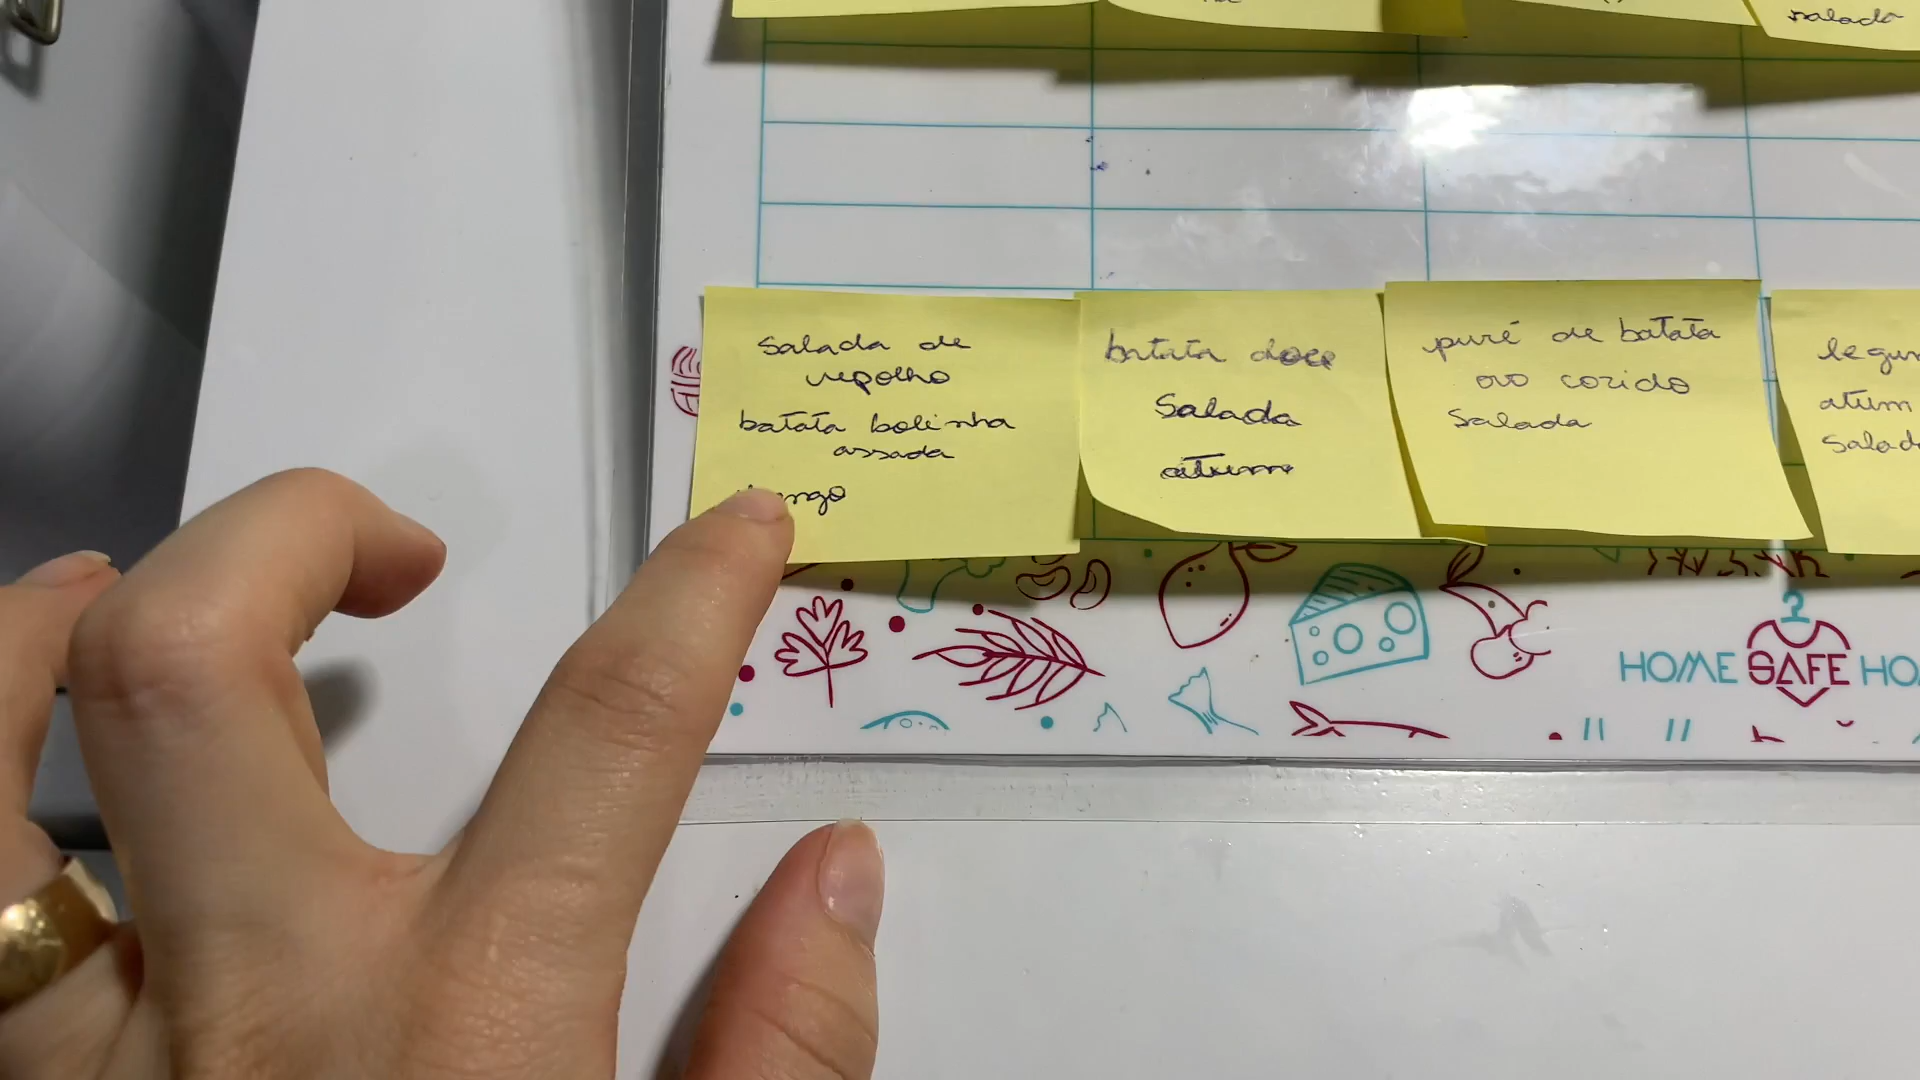 salada
salada de
repolho
batata bolinha
assada
batata doce
Salada
atum
purê de batata
ovo cozido
salada
atum
HOME SAFE